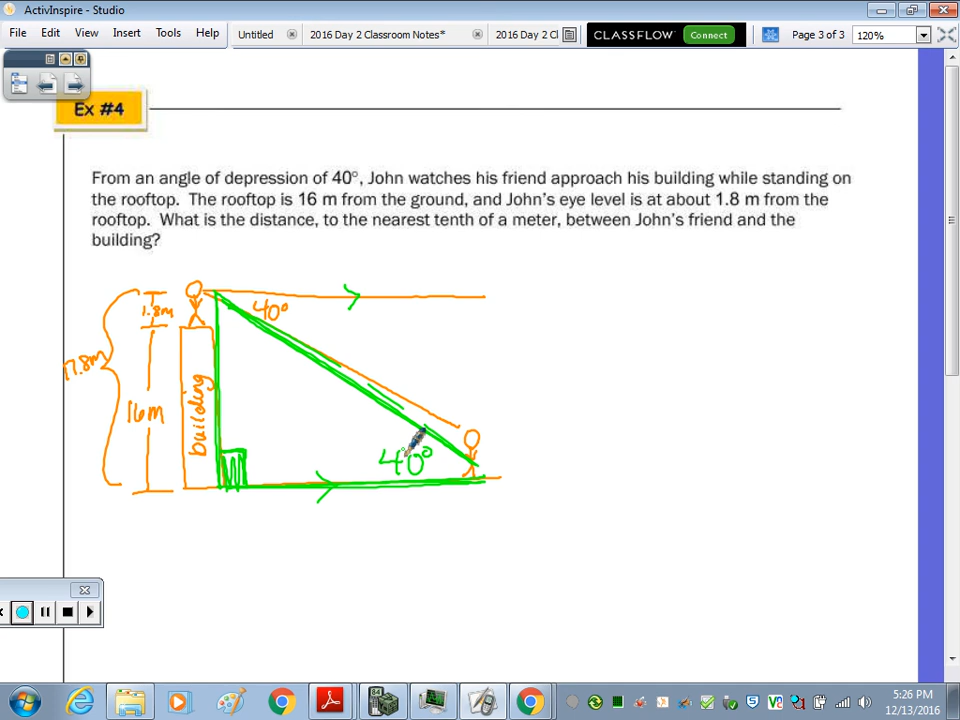 ActivInspire - Studio
File Edit View Insert Tools Help Untitled 2016 Day 2 Classroom Notes* 2016 Day 2 Cl CLASSFLOW Connect Page 3 of 3 120%
Ex #4
From an angle of depression of 40°, John watches his friend approach his building while standing on
the rooftop. The rooftop is 16 m from the ground, and John's eye level is at about 1.8 m from the
rooftop. What is the distance, to the nearest tenth of a meter, between John's friend and the
building?
40°
1.8m
17.8m
16m
building
40°
5:26 PM
12/13/2016